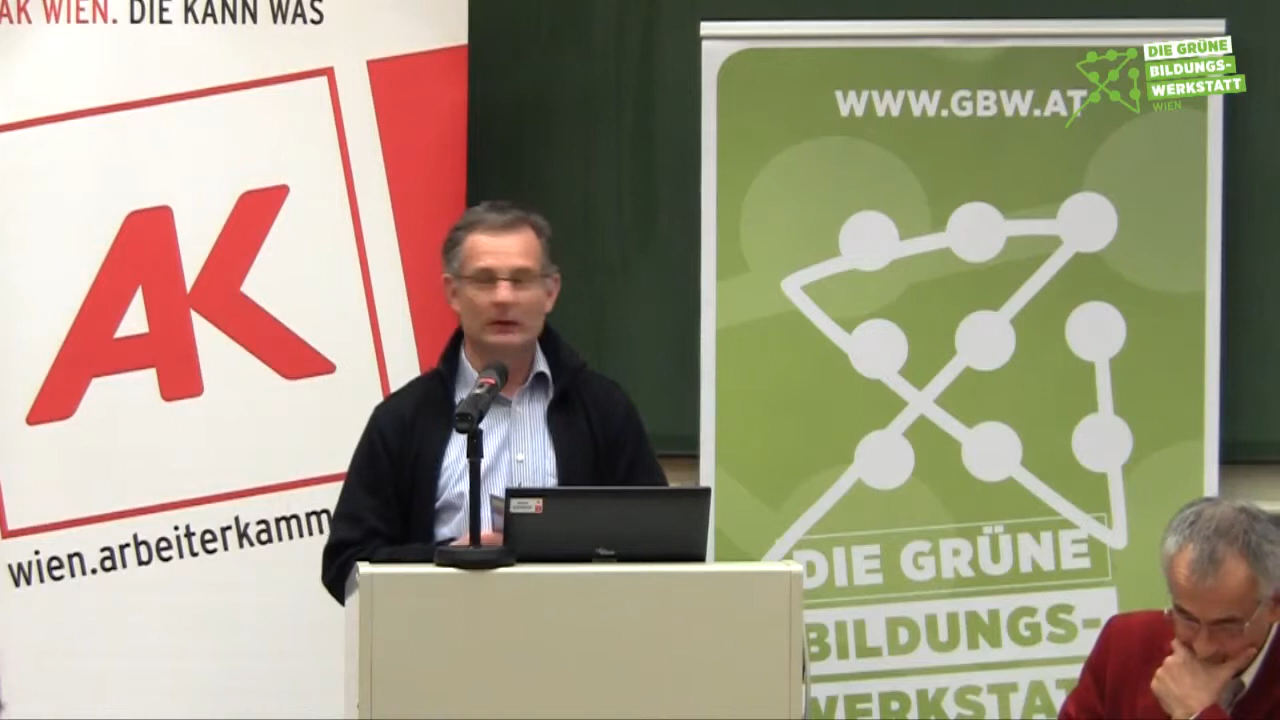 AK WIEN. DIE KANN WAS
AK
wien.arbeiterkamm
WWW.GBW.AT
DIE GRÜNE
BILDUNGS-
WERKSTATT
DIE GRÜNE
BILDUNGS-
WERKSTATT
WIEN